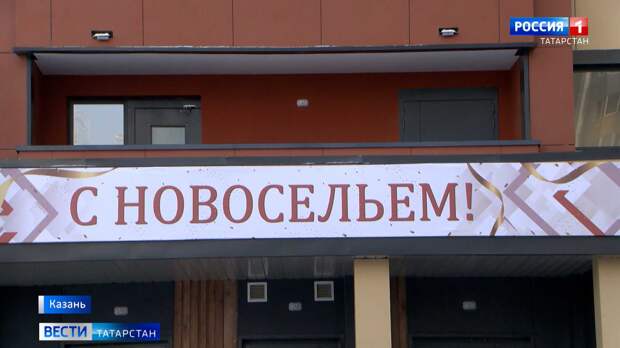 РОССИЯ 1
ТАТАРСТАН
С НОВОСЕЛЬЕМ!
Казань
ВЕСТИ ТАТАРСТАН